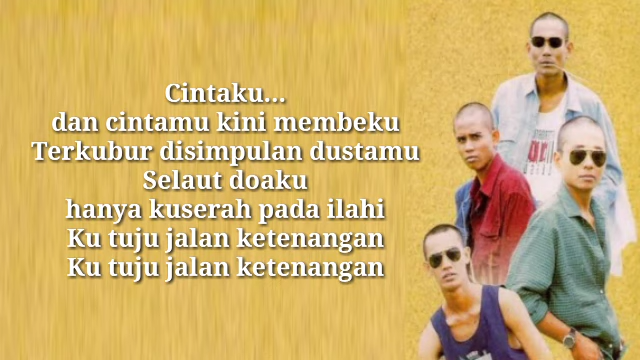 Cintaku...
dan cintamu kini membeku
Terkubur disimpulan dustamu
Selaut doaku
hanya kuserah pada ilahi
Ku tuju jalan ketenangan
Ku tuju jalan ketenangan